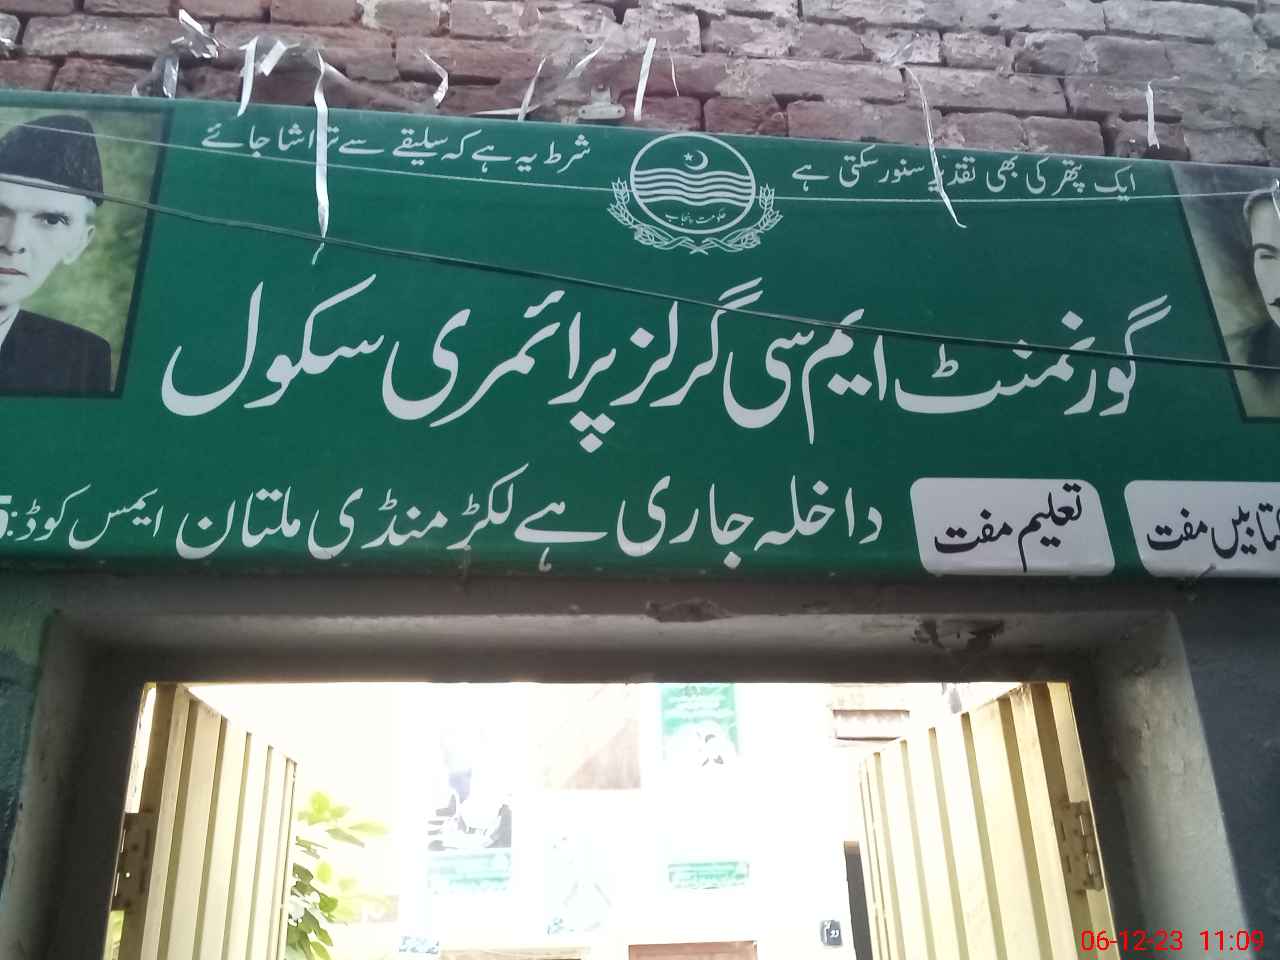 ایک پتھر کی بھی تقدیر سنور سکتی ہے
شرط یہ ہے کہ سلیقے سے تراشا جائے
حکومت پنجاب
گورنمنٹ ایم سی گرلز پرائمری سکول
کتابیں مفت
تعلیم مفت
داخلہ جاری ہے لکڑ منڈی ملتان ایمس کوڈ:
06-12-23 11:09